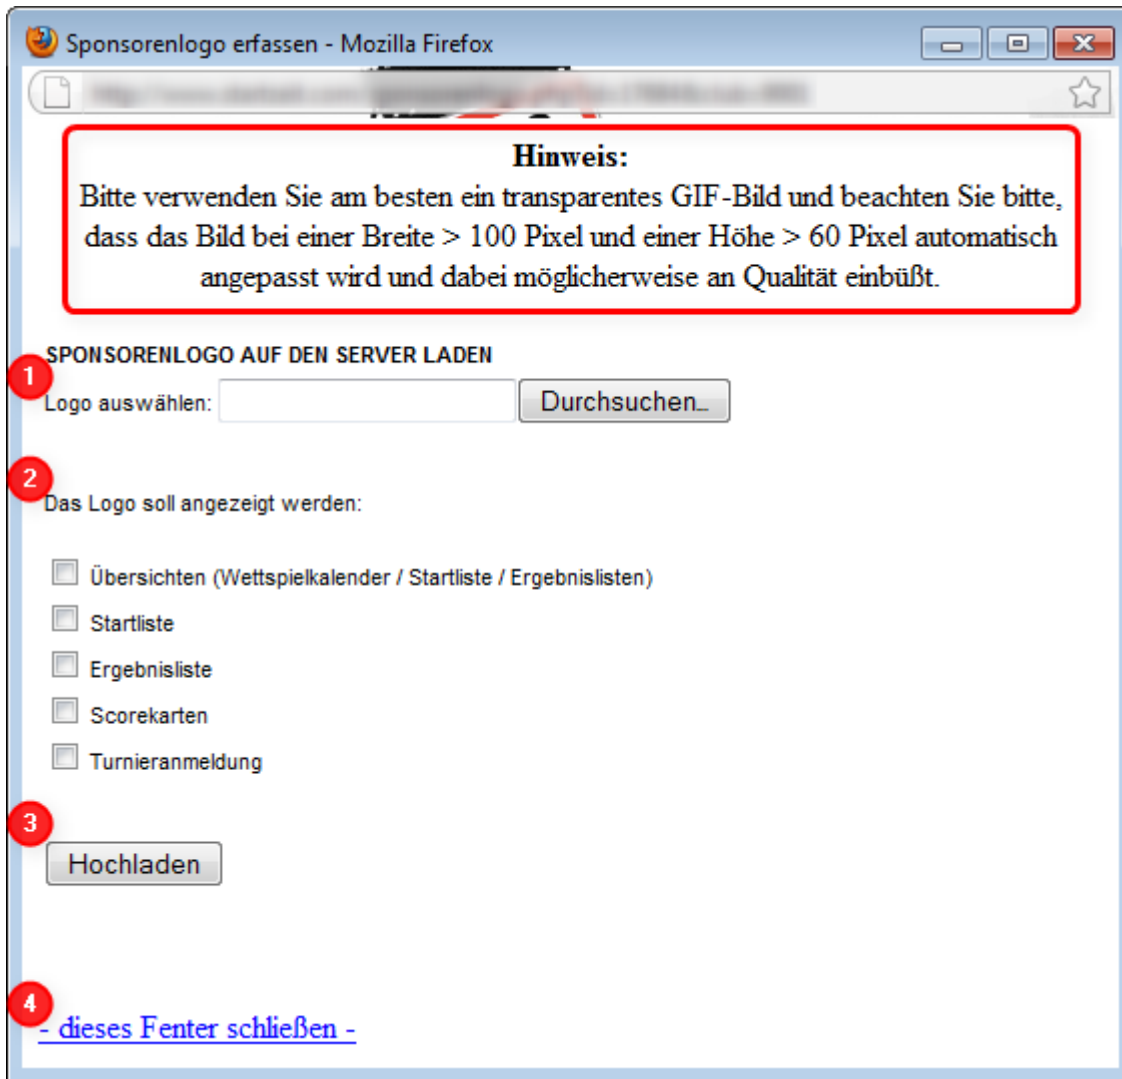 Sponsorenlogo erfassen - Mozilla Firefox
Hinweis:
Bitte verwenden Sie am besten ein transparentes GIF-Bild und beachten Sie bitte,
dass das Bild bei einer Breite > 100 Pixel und einer Höhe > 60 Pixel automatisch
angepasst wird und dabei möglicherweise an Qualität einbüßt.
SPONSORENLOGO AUF DEN SERVER LADEN
1
Logo auswählen: Durchsuchen...
2
Das Logo soll angezeigt werden:
Übersichten (Wettspielkalender / Startliste / Ergebnislisten)
Startliste
Ergebnisliste
Scorekarten
Turnieranmeldung
3
Hochladen
4
- dieses Fenter schließen -